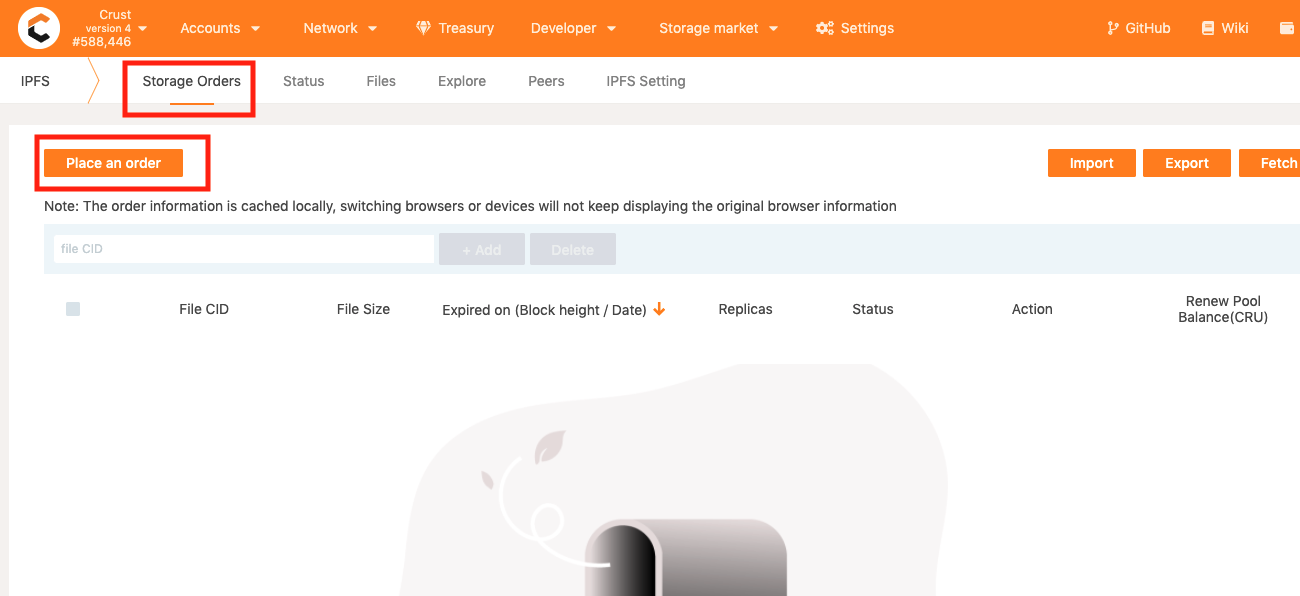 Crust
version 4
#588,446
Accounts
Network
Treasury
Developer
Storage market
Settings
GitHub
Wiki
IPFS
Storage Orders
Status
Files
Explore
Peers
IPFS Setting
Place an order
Import
Export
Fetch
Note: The order information is cached locally, switching browsers or devices will not keep displaying the original browser information
file CID
+ Add
Delete
File CID
File Size
Expired on (Block height / Date)
Replicas
Status
Action
Renew Pool
Balance(CRU)